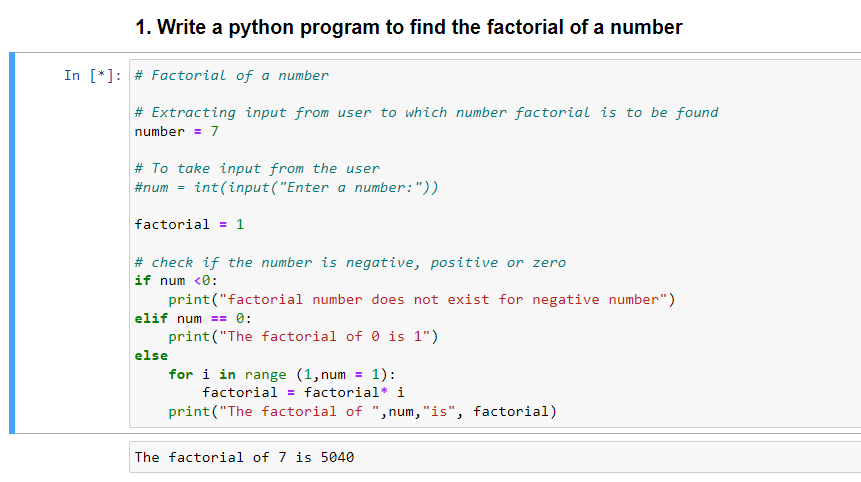 1. Write a python program to find the factorial of a number
In [*]: # Factorial of a number
# Extracting input from user to which number factorial is to be found
number = 7
# To take input from the user
#num = int(input("Enter a number:"))
factorial = 1
# check if the number is negative, positive or zero
if num <0:
    print("factorial number does not exist for negative number")
elif num == 0:
    print("The factorial of 0 is 1")
else
    for i in range (1,num = 1):
        factorial = factorial* i
    print("The factorial of ",num,"is", factorial)
The factorial of 7 is 5040